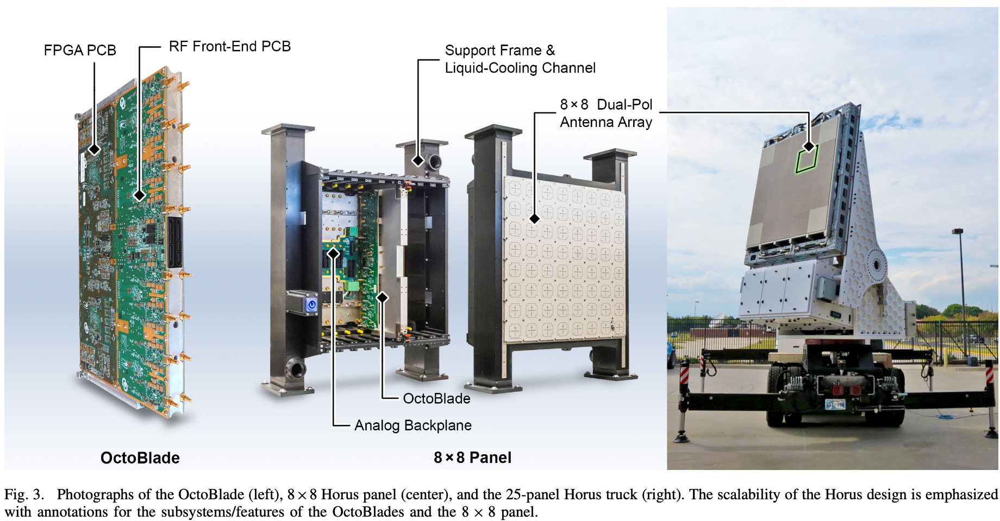 FPGA PCB
RF Front-End PCB
Support Frame &
Liquid-Cooling Channel
8×8 Dual-Pol
Antenna Array
OctoBlade
Analog Backplane
OctoBlade
8×8 Panel
Fig. 3. Photographs of the OctoBlade (left), 8×8 Horus panel (center), and the 25-panel Horus truck (right). The scalability of the Horus design is emphasized
with annotations for the subsystems/features of the OctoBlades and the 8 × 8 panel.